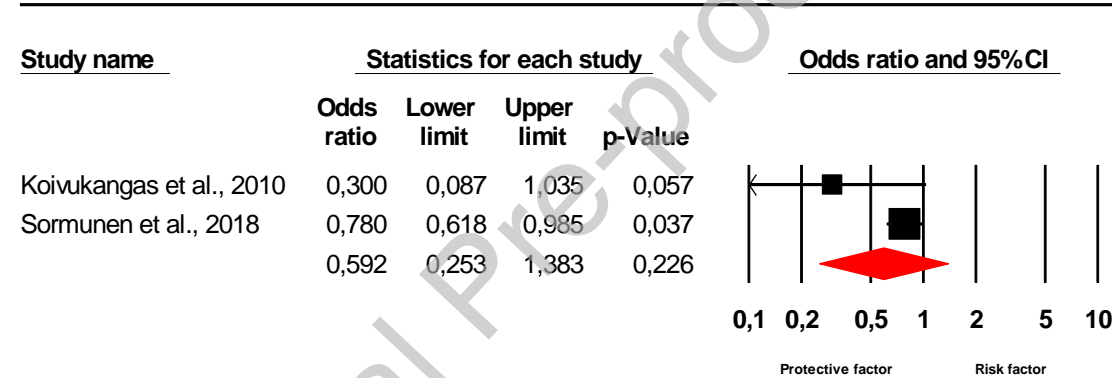 Study name Statistics for each study Odds ratio and 95%CI
Odds Lower Upper
ratio limit limit p-Value
Koivukangas et al., 2010 0,300 0,087 1,035 0,057
Sormunen et al., 2018 0,780 0,618 0,985 0,037
0,592 0,253 1,383 0,226
0,1 0,2 0,5 1 2 5 10
Protective factor Risk factor
al Pre-proo